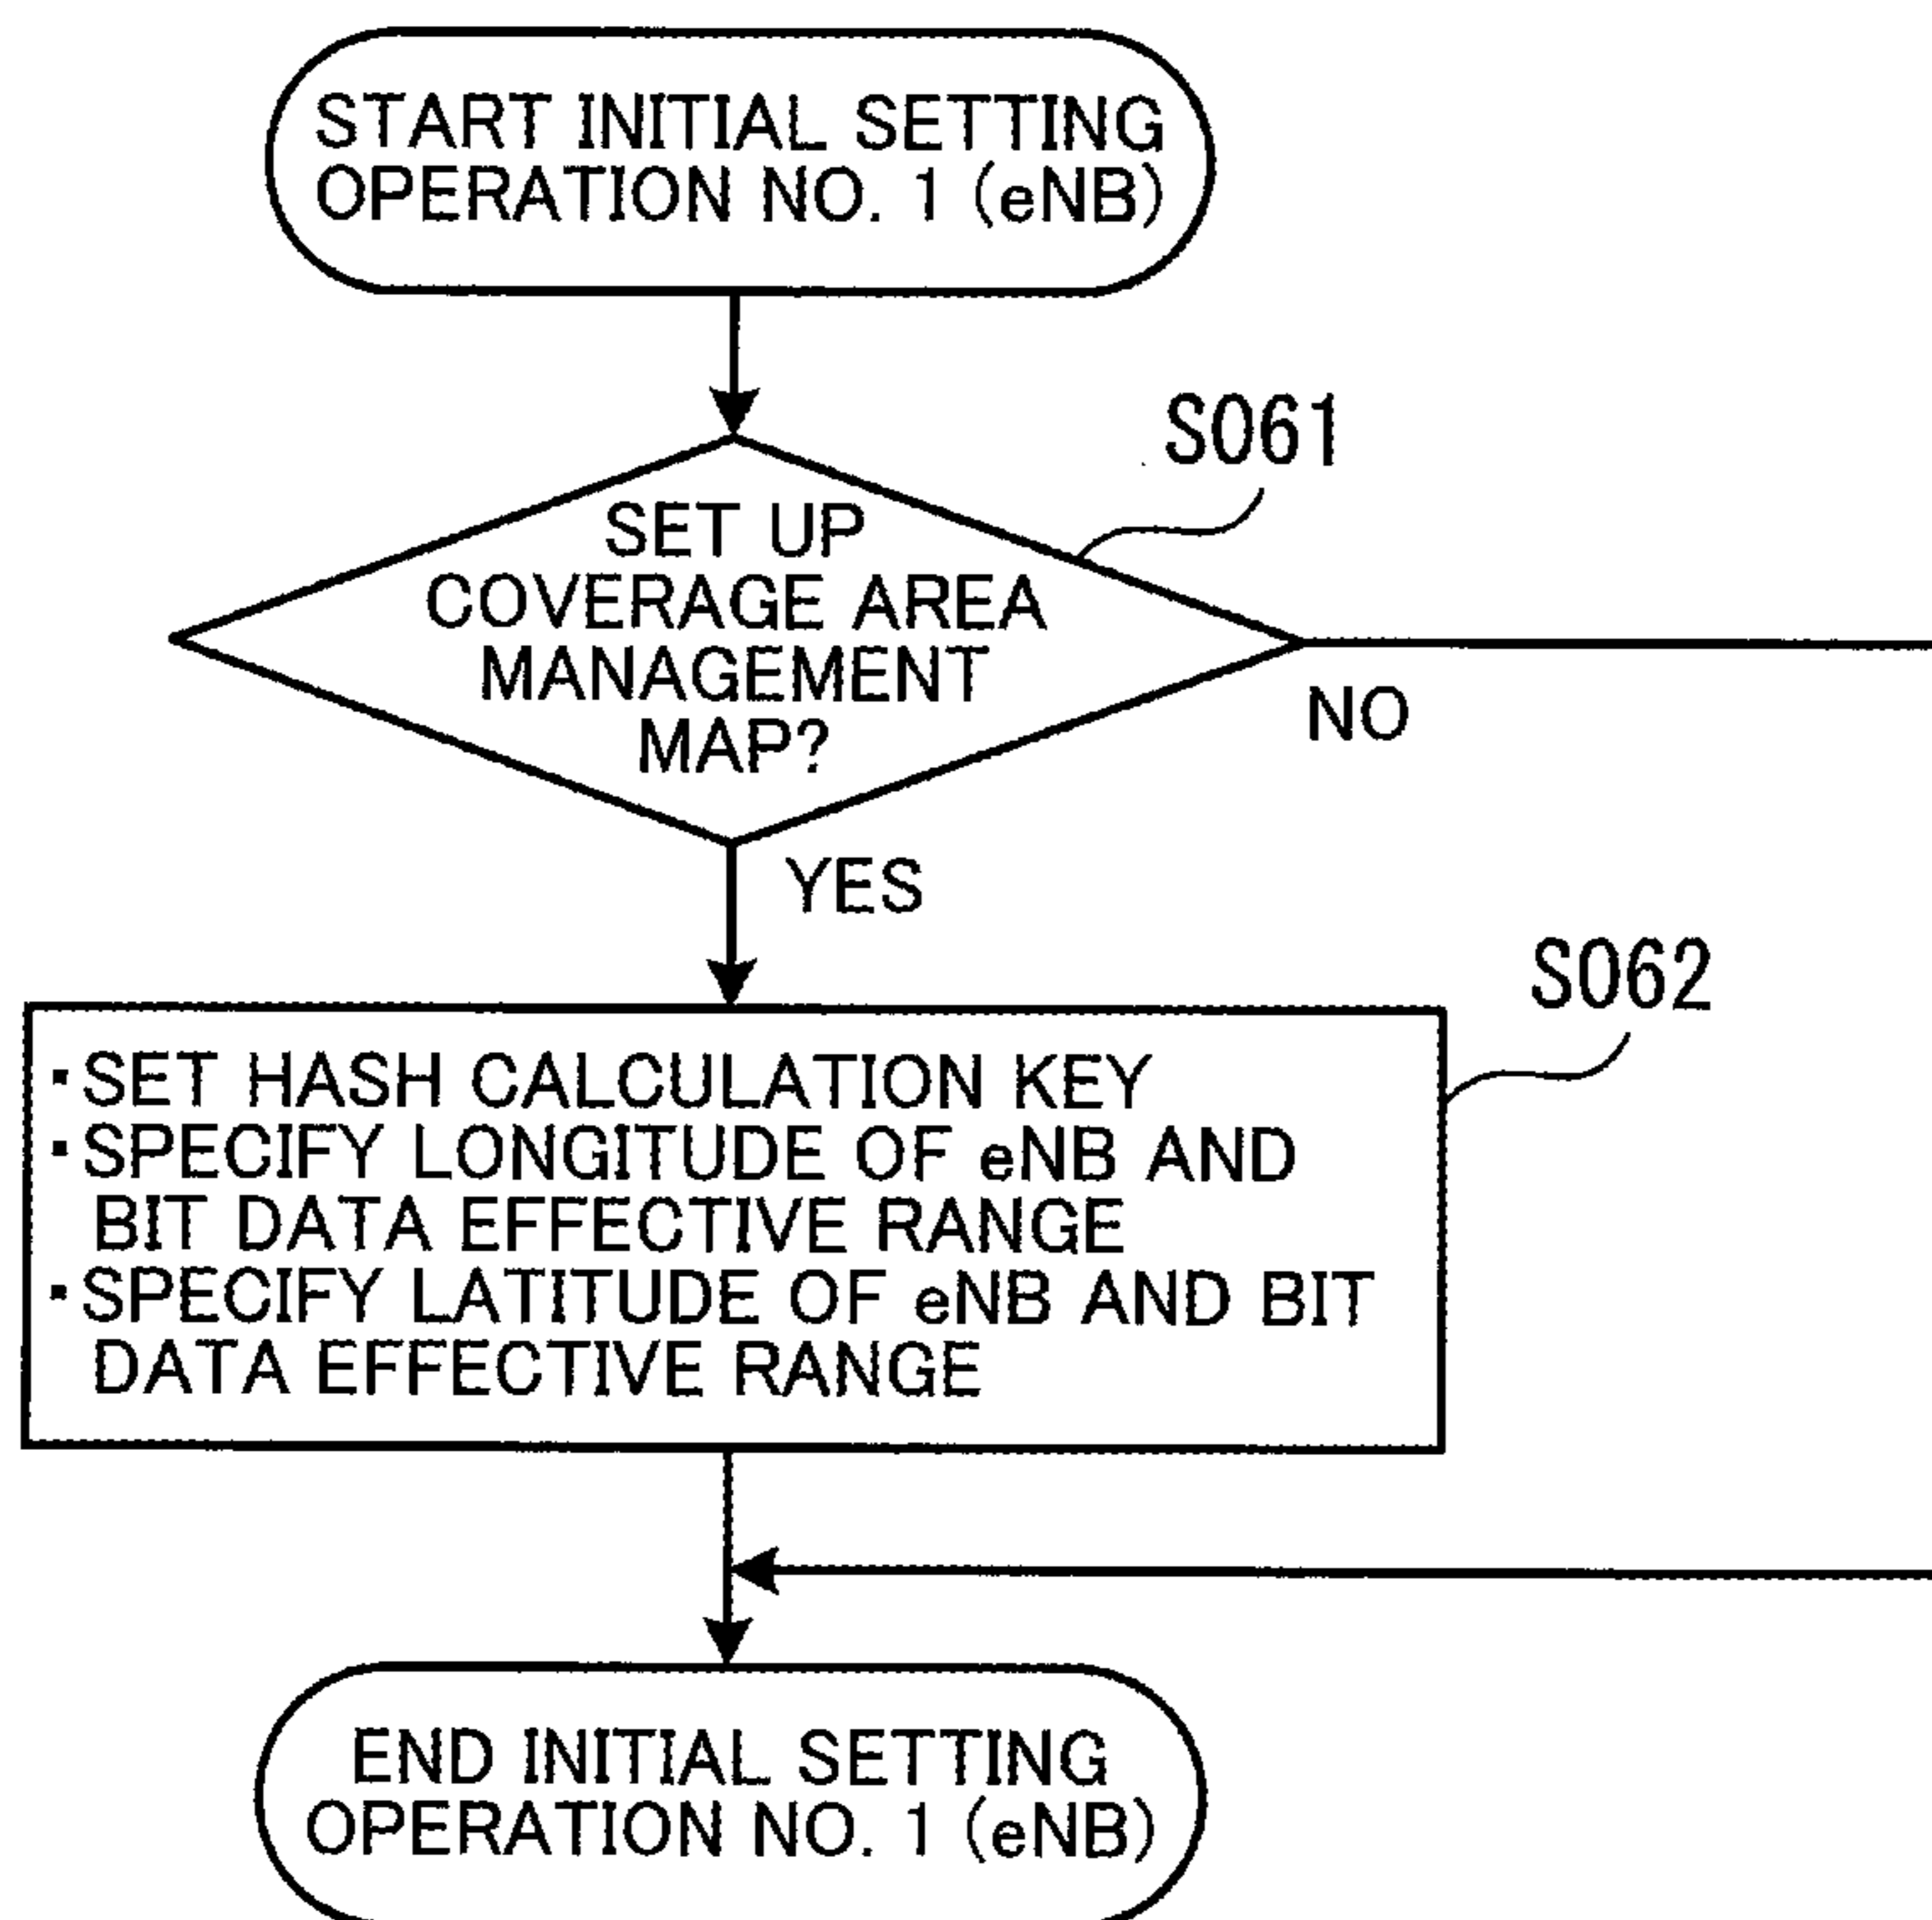 START INITIAL SETTING
OPERATION NO. 1 (eNB)
S061
SET UP
COVERAGE AREA
MANAGEMENT
MAP?
NO
YES
S062
▪SET HASH CALCULATION KEY
▪SPECIFY LONGITUDE OF eNB AND
BIT DATA EFFECTIVE RANGE
▪SPECIFY LATITUDE OF eNB AND BIT
DATA EFFECTIVE RANGE
END INITIAL SETTING
OPERATION NO. 1 (eNB)